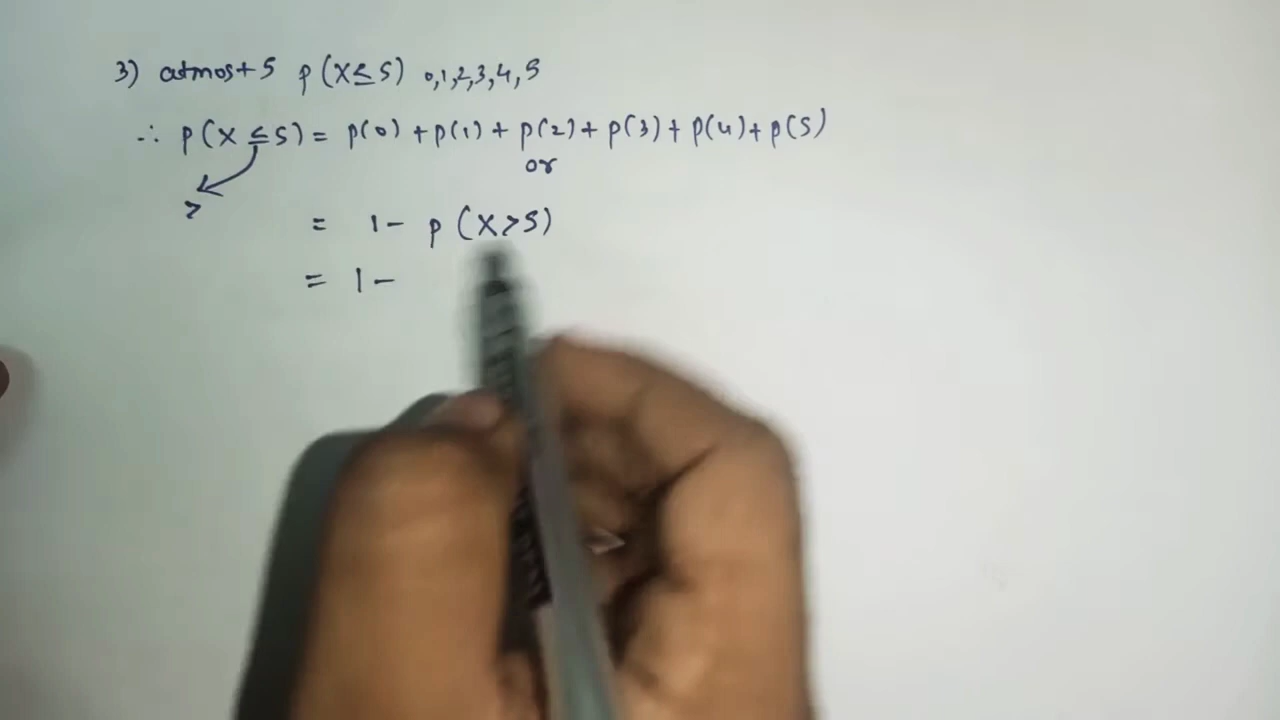 3) atmost 5 p(X≤5) 0,1,2,3,4,5
∴ p(X≤5) = p(0) + p(1) + p(2) + p(3) + p(4) + p(5)
or
>
= 1 - p(X>5)
= 1 -